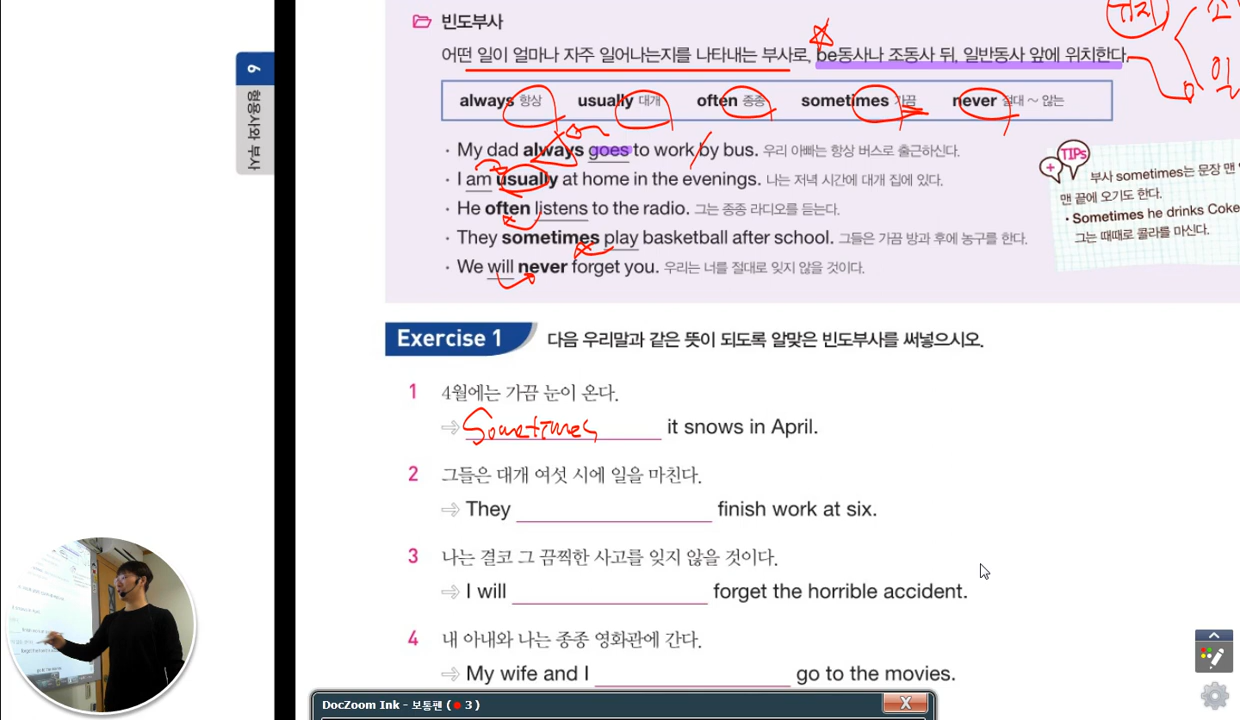 빈도부사
어떤 일이 얼마나 자주 일어나는지를 나타내는 부사로, be동사나 조동사 뒤, 일반동사 앞에 위치한다.
위치
always 항상 usually 대개 often 종종 sometimes 가끔 never 절대 ~ 않는
· My dad always goes to work by bus. 우리 아빠는 항상 버스로 출근하신다.
· I am usually at home in the evenings. 나는 저녁 시간에 대개 집에 있다.
· He often listens to the radio. 그는 종종 라디오를 듣는다.
· They sometimes play basketball after school. 그들은 가끔 방과 후에 농구를 한다.
· We will never forget you. 우리는 너를 절대로 잊지 않을 것이다.
+ TIPs
부사 sometimes는 문장 맨
맨 끝에 오기도 한다.
· Sometimes he drinks Coke
그는 때때로 콜라를 마신다.
6
형용사와 부사
Exercise 1 다음 우리말과 같은 뜻이 되도록 알맞은 빈도부사를 써넣으시오.
1 4월에는 가끔 눈이 온다.
⇨ Sometimes it snows in April.
2 그들은 대개 여섯 시에 일을 마친다.
⇨ They finish work at six.
3 나는 결코 그 끔찍한 사고를 잊지 않을 것이다.
⇨ I will forget the horrible accident.
4 내 아내와 나는 종종 영화관에 간다.
⇨ My wife and I go to the movies.
DocZoom Ink - 보통펜 ( 3 )